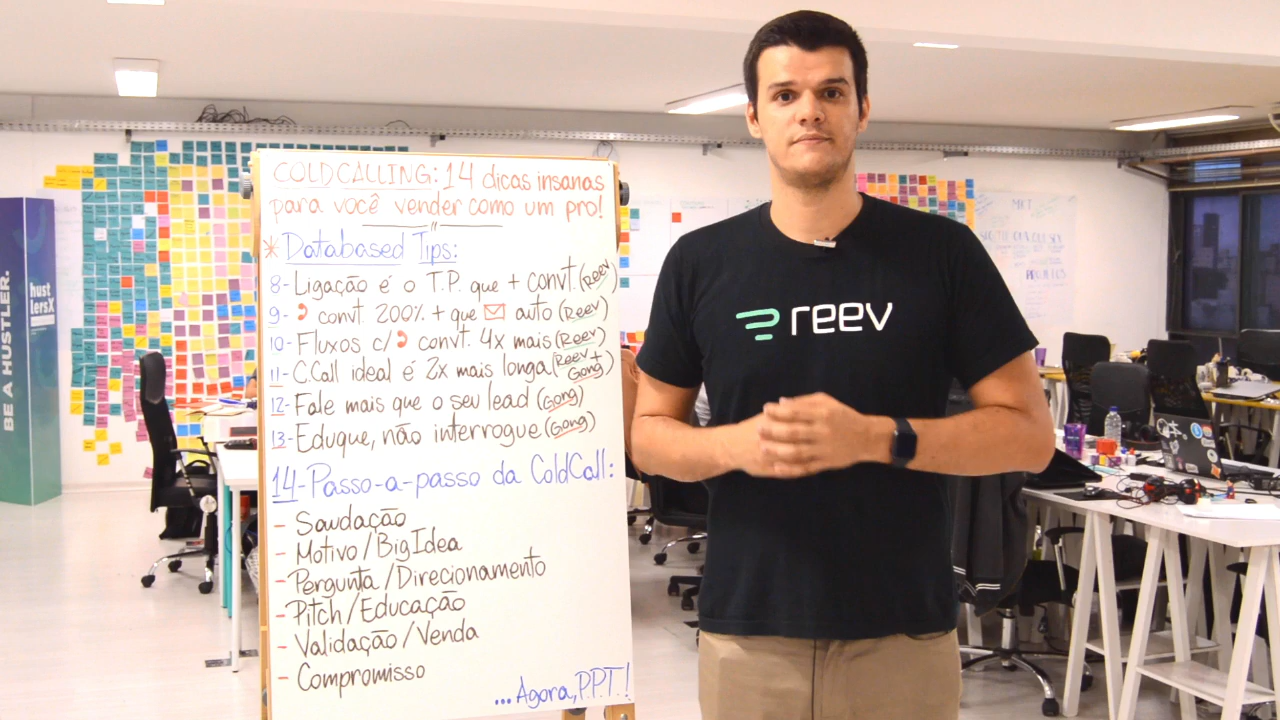 COLDCALLING: 14 dicas insanas
para você vender como um pro!
* Databased Tips:
8- Ligação é o T.P. que + convt. (Reev)
9- convt. 200% + que auto (Reev)
10- Fluxos c/ convt. 4x mais (Reev)
11- C.Call ideal é 2x mais longa (Reev + Gong)
12- Fale mais que o seu lead (Gong)
13- Eduque, não interrogue (Gong)
14- Passo-a-passo da ColdCall:
- Saudação
- Motivo/BigIdea
- Pergunta/Direcionamento
- Pitch/Educação
- Validação/Venda
- Compromisso
...Agora, P.P.T.!
reev
BE A HUSTLER.
hust
lersX
PROJETOS